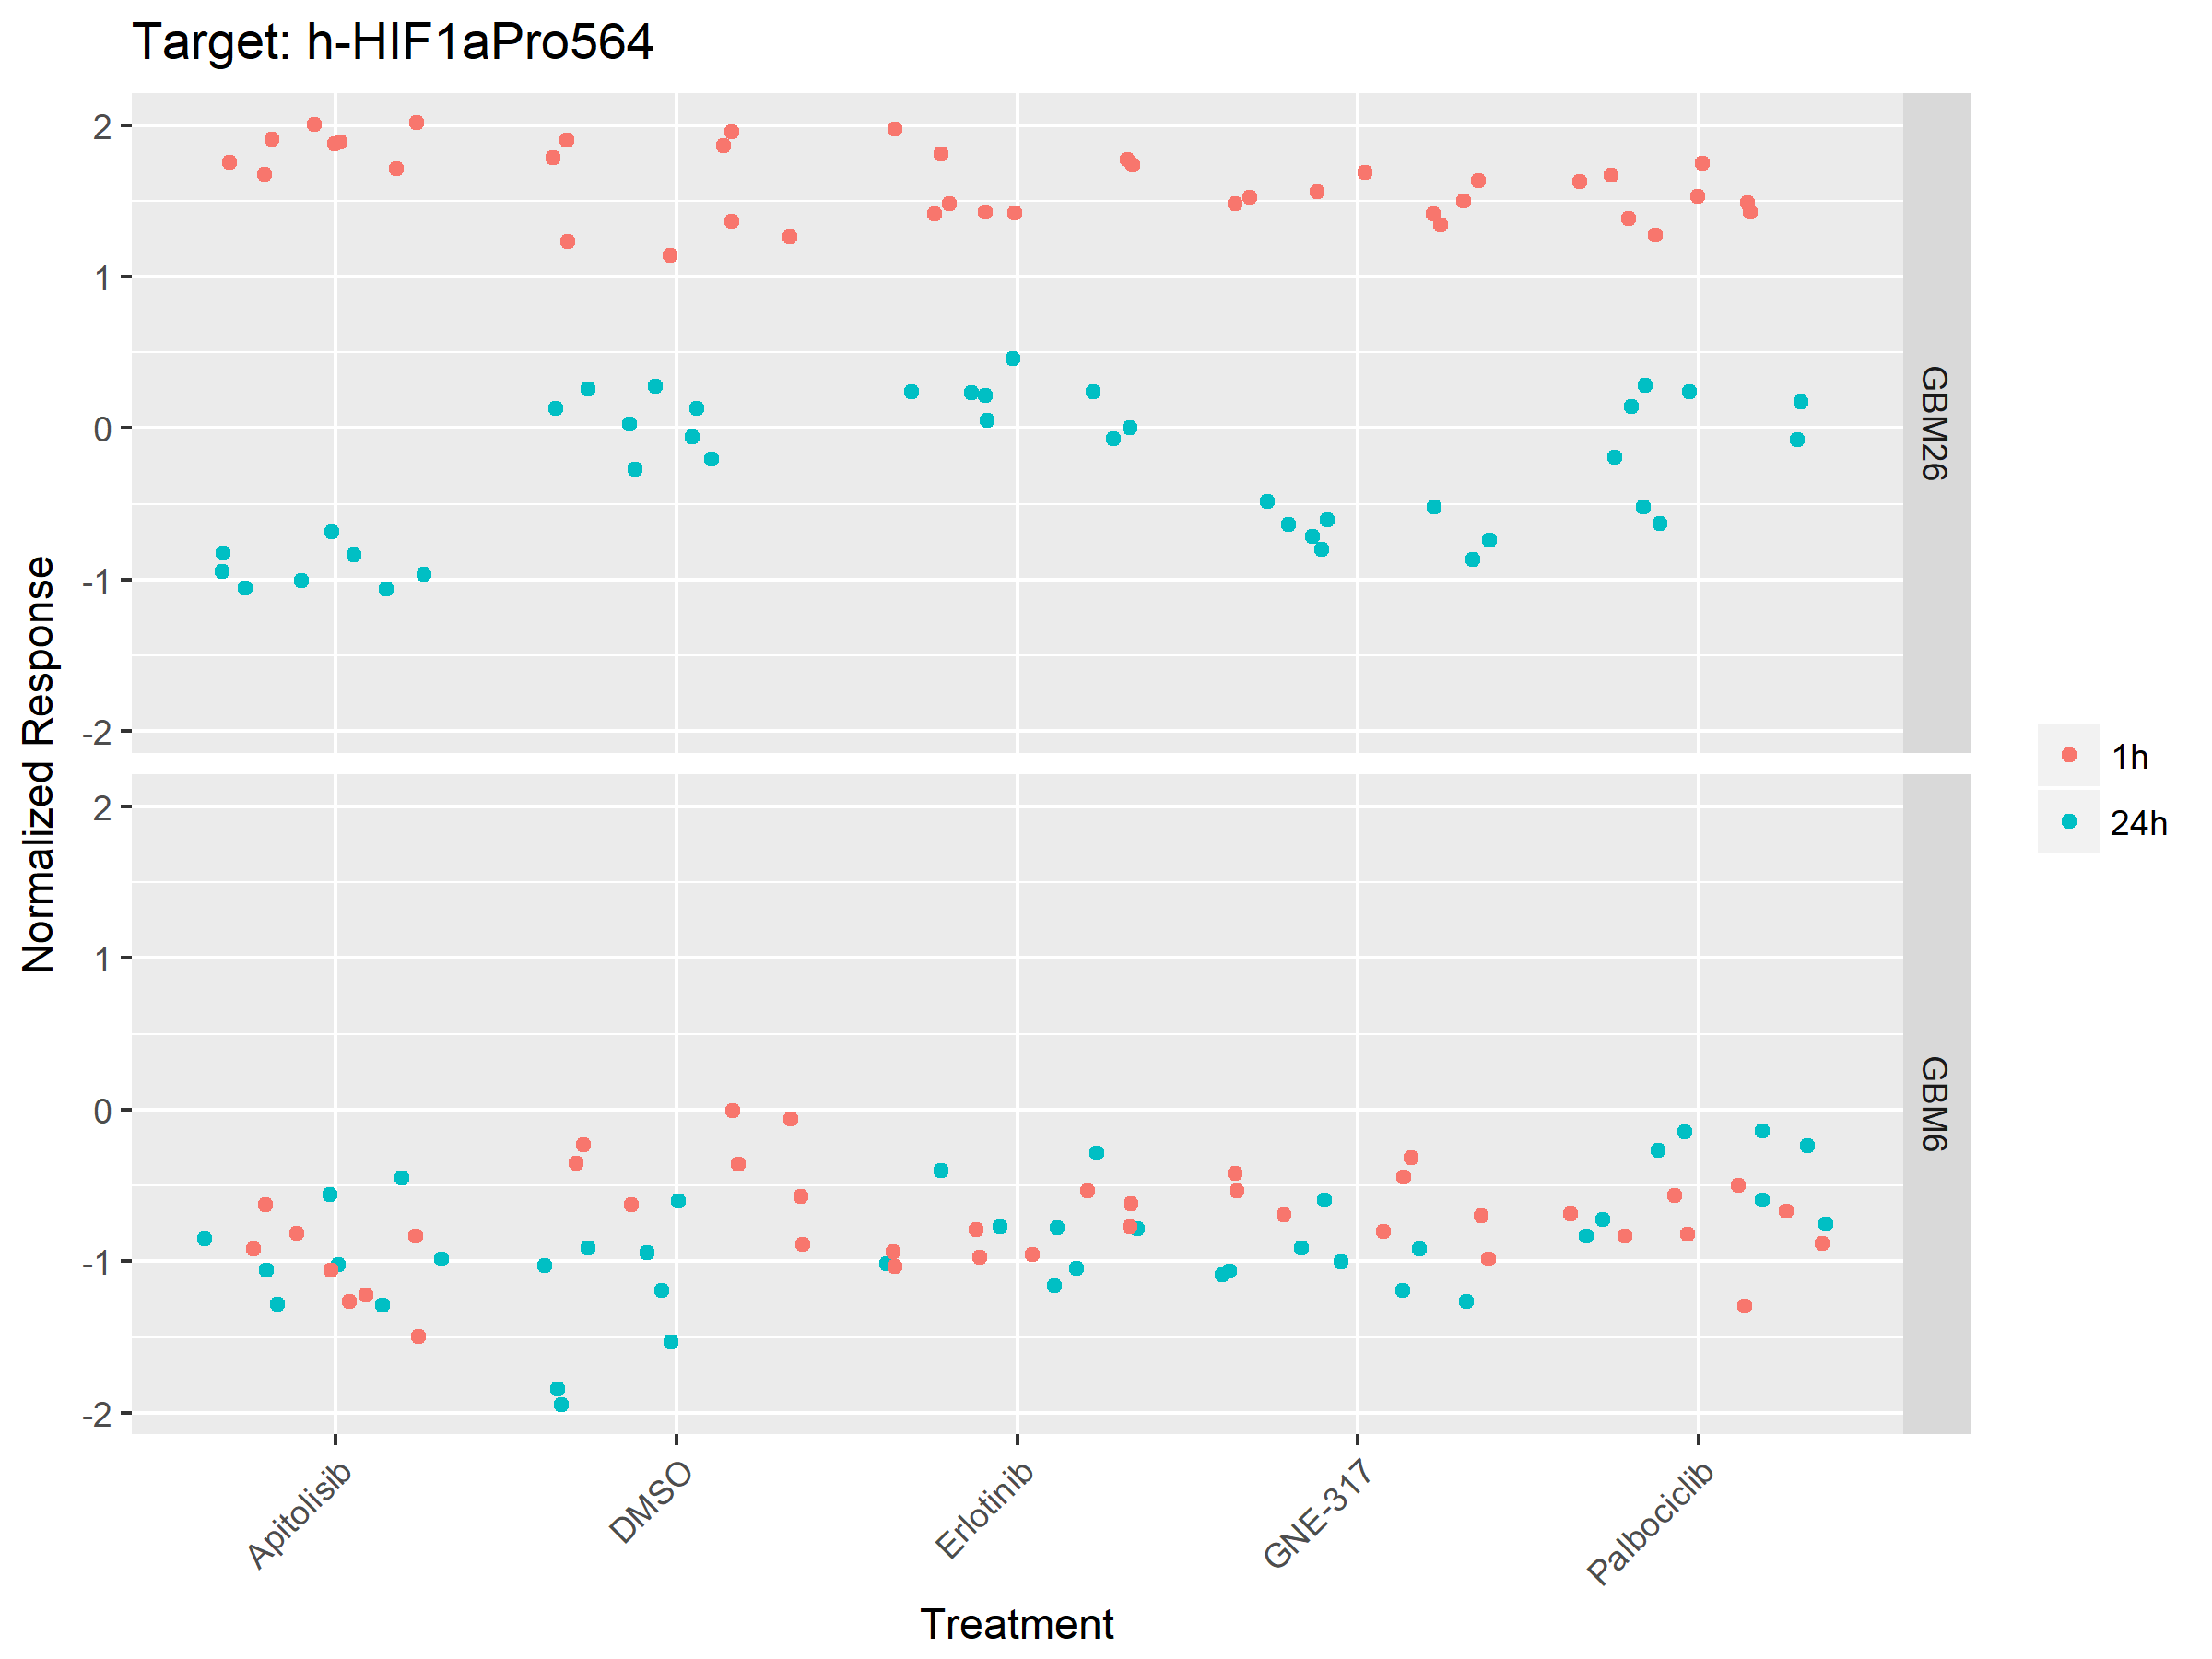 Target: h-HIF1aPro564
2
1
0
-1
-2
GBM26
2
1
0
-1
-2
GBM6
Normalized Response
1h
24h
Apitolisib
DMSO
Erlotinib
GNE-317
Palbociclib
Treatment